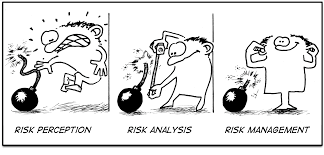 RISK PERCEPTION
RISK ANALYSIS
RISK MANAGEMENT